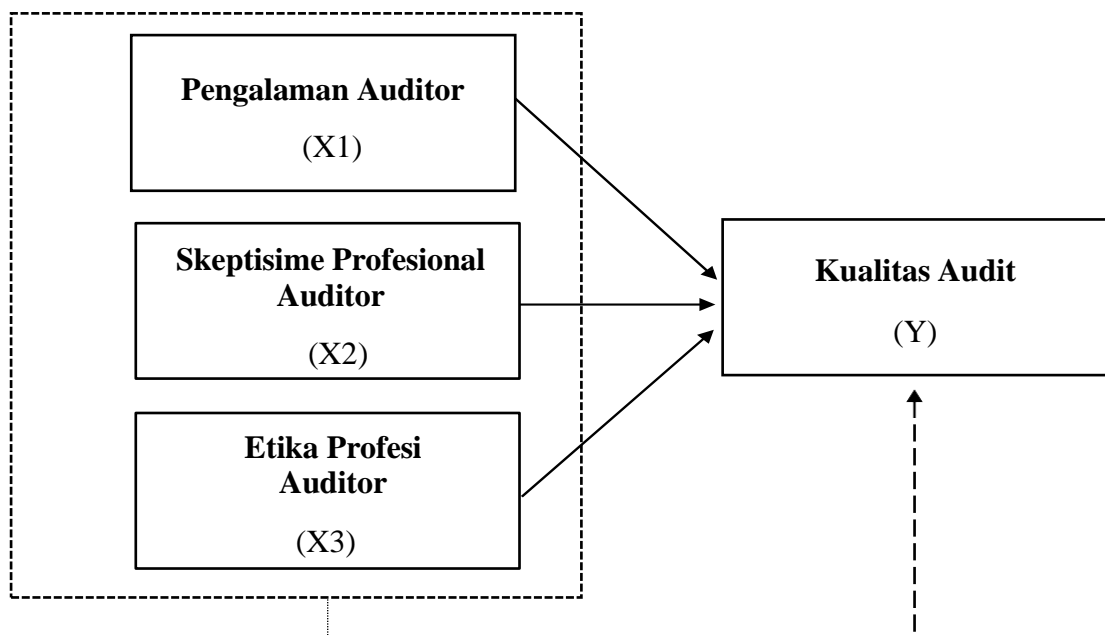 Pengalaman Auditor
(X1)
Skeptisime Profesional
Auditor
(X2)
Kualitas Audit
(Y)
Etika Profesi
Auditor
(X3)